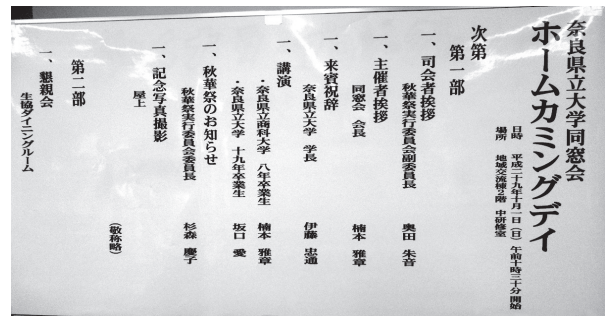 奈良県立大学同窓会
ホームカミングデイ
日時　平成二十九年十月一日（日）午前十時三十分　開始
場所　地域交流棟２階　中研修室
次第
第一部
一、司会者挨拶
秋華祭実行委員会副委員長　奥田　朱音
一、主催者挨拶
同窓会　会長　楠本　雅章
一、来賓祝辞
奈良県立大学　学長　伊藤　忠通
一、講演
・奈良県立商科大学　八年卒業生　楠本　雅章
・奈良県立大学　十九年卒業生　坂口　愛
一、秋華祭のお知らせ
秋華祭実行委員会委員長　杉森　慶子
一、記念写真撮影
屋上
（敬称略）
第二部
一、懇親会
生協ダイニングルーム